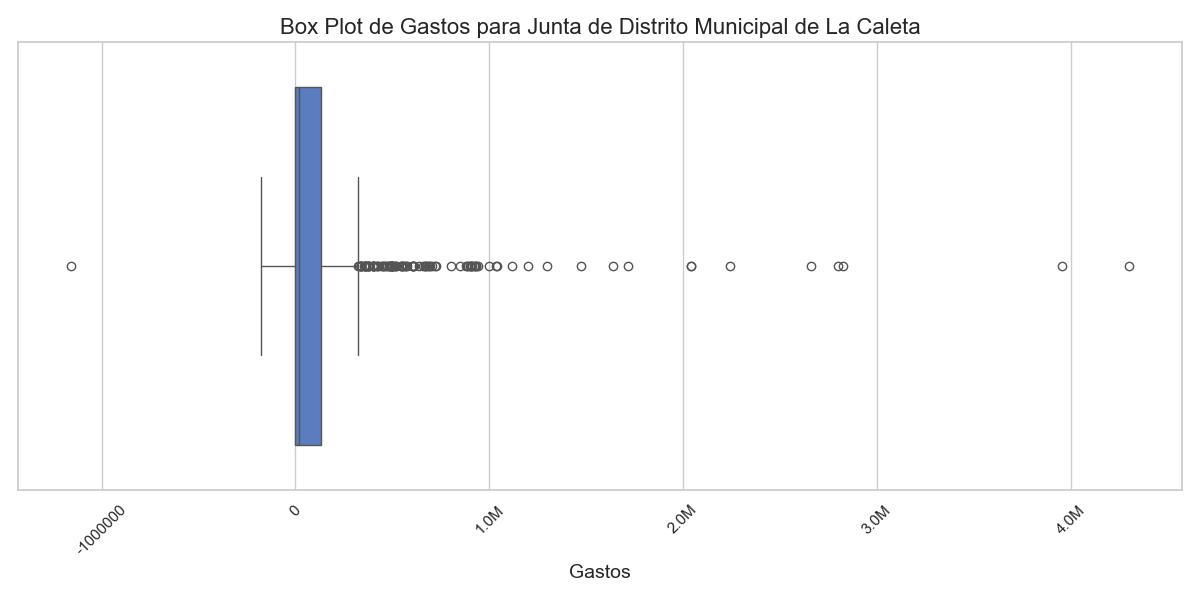 Box Plot de Gastos para Junta de Distrito Municipal de La Caleta
-1000000
0
1.0M
2.0M
3.0M
4.0M
Gastos